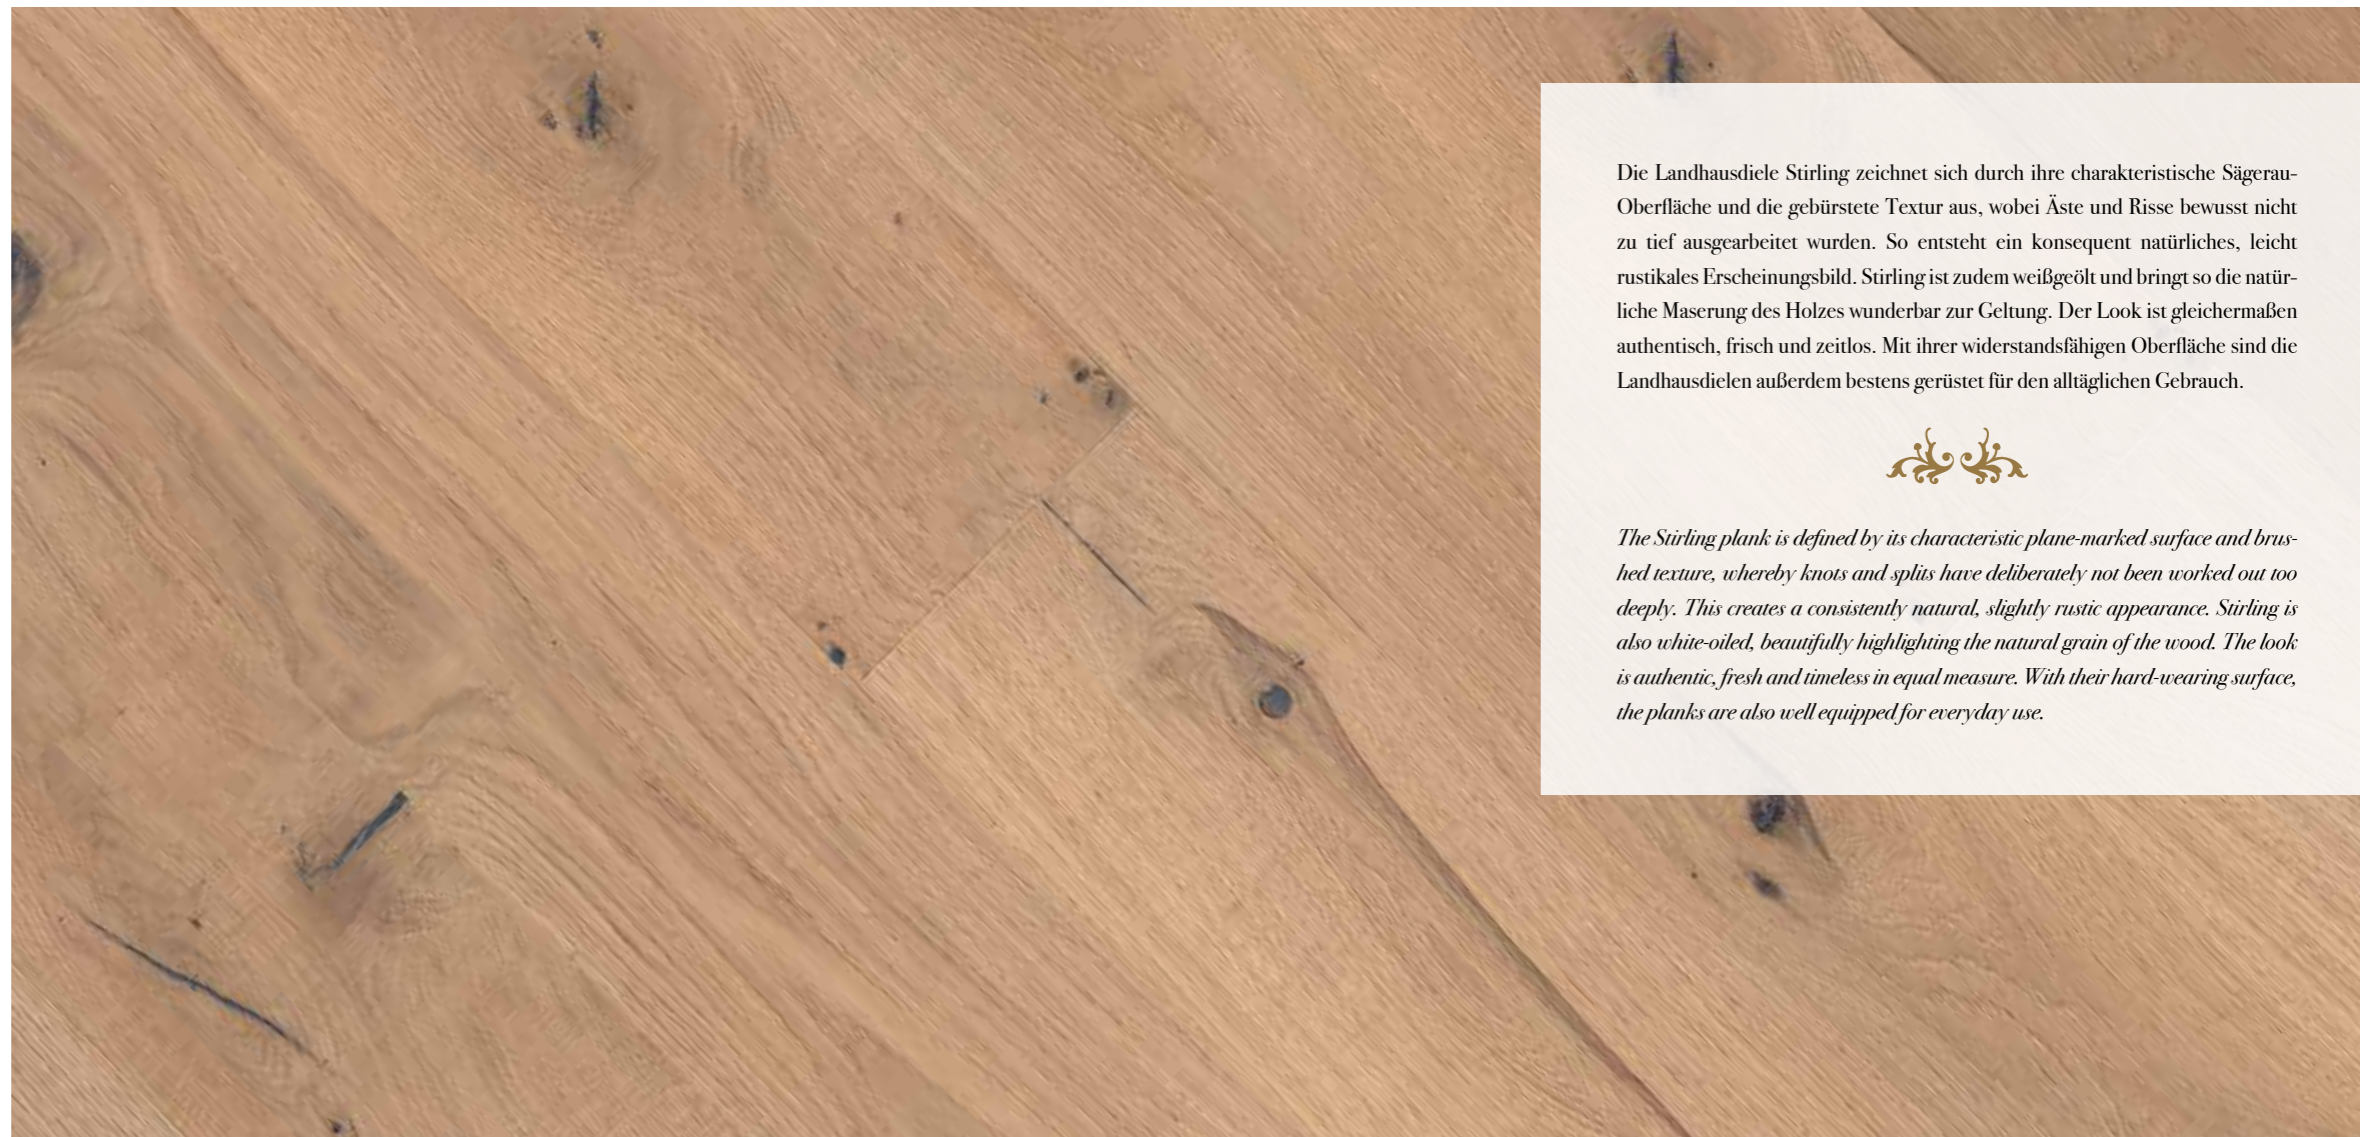 Die Landhausdiele Stirling zeichnet sich durch ihre charakteristische Sägerau-
Oberfläche und die gebürstete Textur aus, wobei Äste und Risse bewusst nicht
zu tief ausgearbeitet wurden. So entsteht ein konsequent natürliches, leicht
rustikales Erscheinungsbild. Stirling ist zudem weißgeölt und bringt so die natür-
liche Maserung des Holzes wunderbar zur Geltung. Der Look ist gleichermaßen
authentisch, frisch und zeitlos. Mit ihrer widerstandsfähigen Oberfläche sind die
Landhausdielen außerdem bestens gerüstet für den alltäglichen Gebrauch.
The Stirling plank is defined by its characteristic plane-marked surface and brus-
hed texture, whereby knots and splits have deliberately not been worked out too
deeply. This creates a consistently natural, slightly rustic appearance. Stirling is
also white-oiled, beautifully highlighting the natural grain of the wood. The look
is authentic, fresh and timeless in equal measure. With their hard-wearing surface,
the planks are also well equipped for everyday use.